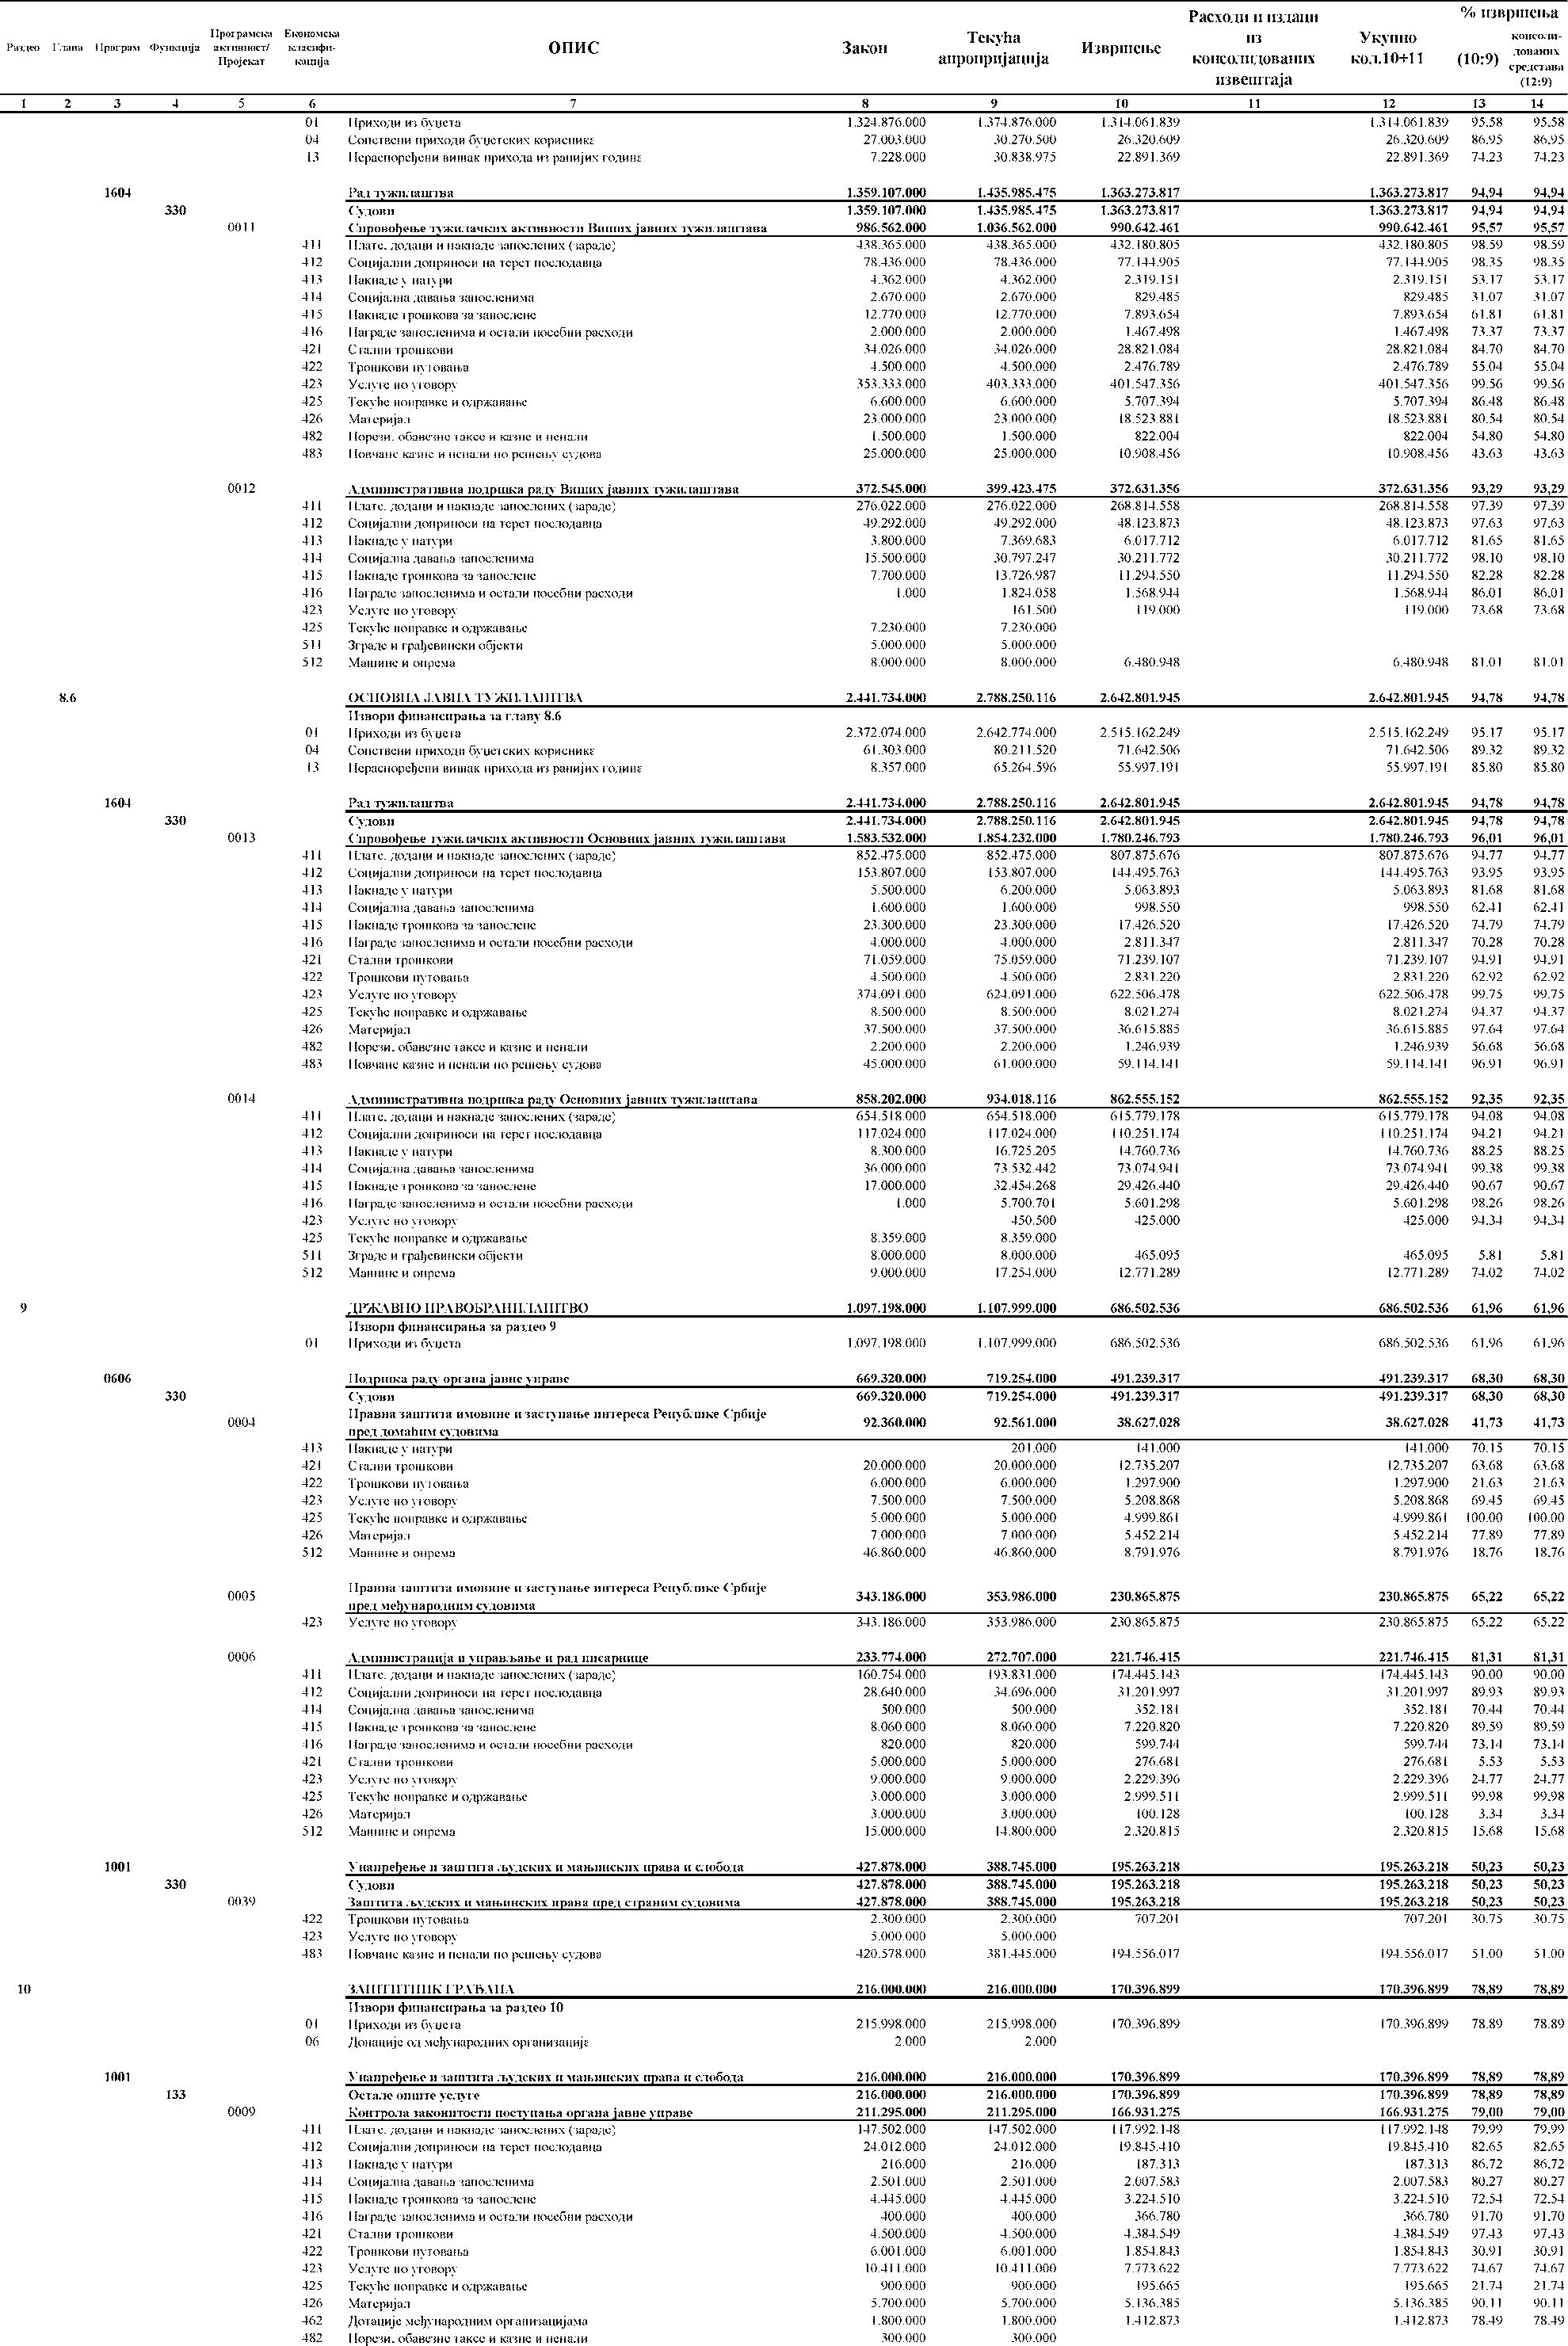 Раздео Глава Програм Функција Програмска активност/ Пројекат Економска класифи-кација ОПИС Закон Текућа апропријација Извршење Расходи и издаци из консолидованих извештаја Укупно кол.10+11 % извршења (10:9) консоли-дованих средстава (12:9)
1 2 3 4 5 6 7 8 9 10 11 12 13 14
01 Приходи из буџета 1.324.876.000 1.374.876.000 1.314.061.839 1.314.061.839 95,58 95,58
04 Сопствени приходи буџетских корисника 27.003.000 30.270.500 26.320.609 26.320.609 86,95 86,95
13 Нераспоређени вишак прихода из ранијих година 7.228.000 30.838.975 22.891.369 22.891.369 74,23 74,23
1604 Рад тужилаштва 1.359.107.000 1.435.985.475 1.363.273.817 1.363.273.817 94,94 94,94
330 Судови 1.359.107.000 1.435.985.475 1.363.273.817 1.363.273.817 94,94 94,94
0011 Спровођење тужилачких активности Виших јавних тужилаштава 986.562.000 1.036.562.000 990.642.461 990.642.461 95,57 95,57
411 Плате, додаци и накнаде запослених (зараде) 438.365.000 438.365.000 432.180.805 432.180.805 98,59 98,59
412 Социјални доприноси на терет послодавца 78.436.000 78.436.000 77.144.905 77.144.905 98,35 98,35
413 Накнаде у натури 4.362.000 4.362.000 2.319.151 2.319.151 53,17 53,17
414 Социјална давања запосленима 2.670.000 2.670.000 829.485 829.485 31,07 31,07
415 Накнаде трошкова за запослене 12.770.000 12.770.000 7.893.654 7.893.654 61,81 61,81
416 Награде запосленима и остали посебни расходи 2.000.000 2.000.000 1.467.498 1.467.498 73,37 73,37
421 Стални трошкови 34.026.000 34.026.000 28.821.084 28.821.084 84,70 84,70
422 Трошкови путовања 4.500.000 4.500.000 2.476.789 2.476.789 55,04 55,04
423 Услуге по уговору 353.333.000 403.333.000 401.547.356 401.547.356 99,56 99,56
425 Текуће поправке и одржавање 6.600.000 6.600.000 5.707.394 5.707.394 86,48 86,48
426 Материјал 23.000.000 23.000.000 18.523.881 18.523.881 80,54 80,54
482 Порези, обавезне таксе и казне и пенали 1.500.000 1.500.000 822.004 822.004 54,80 54,80
483 Новчане казне и пенали по решењу судова 25.000.000 25.000.000 10.908.456 10.908.456 43,63 43,63
0012 Административна подршка раду Виших јавних тужилаштава 372.545.000 399.423.475 372.631.356 372.631.356 93,29 93,29
411 Плате, додаци и накнаде запослених (зараде) 276.022.000 276.022.000 268.814.558 268.814.558 97,39 97,39
412 Социјални доприноси на терет послодавца 49.292.000 49.292.000 48.123.873 48.123.873 97,63 97,63
413 Накнаде у натури 3.800.000 7.369.683 6.017.712 6.017.712 81,65 81,65
414 Социјална давања запосленима 15.500.000 30.797.247 30.211.772 30.211.772 98,10 98,10
415 Накнаде трошкова за запослене 7.700.000 13.726.987 11.294.550 11.294.550 82,28 82,28
416 Награде запосленима и остали посебни расходи 1.000 1.824.058 1.568.944 1.568.944 86,01 86,01
423 Услуге по уговору 161.500 119.000 119.000 73,68 73,68
425 Текуће поправке и одржавање 7.230.000 7.230.000
511 Зграде и грађевински објекти 5.000.000 5.000.000
512 Машине и опрема 8.000.000 8.000.000 6.480.948 6.480.948 81,01 81,01
8.6 ОСНОВНА ЈАВНА ТУЖИЛАШТВА 2.441.734.000 2.788.250.116 2.642.801.945 2.642.801.945 94,78 94,78
Извори финансирања за главу 8.6
01 Приходи из буџета 2.372.074.000 2.642.774.000 2.515.162.249 2.515.162.249 95,17 95,17
04 Сопствени приходи буџетских корисника 61.303.000 80.211.520 71.642.506 71.642.506 89,32 89,32
13 Нераспоређени вишак прихода из ранијих година 8.357.000 65.264.596 55.997.191 55.997.191 85,80 85,80
1604 Рад тужилаштва 2.441.734.000 2.788.250.116 2.642.801.945 2.642.801.945 94,78 94,78
330 Судови 2.441.734.000 2.788.250.116 2.642.801.945 2.642.801.945 94,78 94,78
0013 Спровођење тужилачких активности Основних јавних тужилаштава 1.583.532.000 1.854.232.000 1.780.246.793 1.780.246.793 96,01 96,01
411 Плате, додаци и накнаде запослених (зараде) 852.475.000 852.475.000 807.875.676 807.875.676 94,77 94,77
412 Социјални доприноси на терет послодавца 153.807.000 153.807.000 144.495.763 144.495.763 93,95 93,95
413 Накнаде у натури 5.500.000 6.200.000 5.063.893 5.063.893 81,68 81,68
414 Социјална давања запосленима 1.600.000 1.600.000 998.550 998.550 62,41 62,41
415 Накнаде трошкова за запослене 23.300.000 23.300.000 17.426.520 17.426.520 74,79 74,79
416 Награде запосленима и остали посебни расходи 4.000.000 4.000.000 2.811.347 2.811.347 70,28 70,28
421 Стални трошкови 71.059.000 75.059.000 71.239.107 71.239.107 94,91 94,91
422 Трошкови путовања 4.500.000 4.500.000 2.831.220 2.831.220 62,92 62,92
423 Услуге по уговору 374.091.000 624.091.000 622.506.478 622.506.478 99,75 99,75
425 Текуће поправке и одржавање 8.500.000 8.500.000 8.021.274 8.021.274 94,37 94,37
426 Материјал 37.500.000 37.500.000 36.615.885 36.615.885 97,64 97,64
482 Порези, обавезне таксе и казне и пенали 2.200.000 2.200.000 1.246.939 1.246.939 56,68 56,68
483 Новчане казне и пенали по решењу судова 45.000.000 61.000.000 59.114.141 59.114.141 96,91 96,91
0014 Административна подршка раду Основних јавних тужилаштава 858.202.000 934.018.116 862.555.152 862.555.152 92,35 92,35
411 Плате, додаци и накнаде запослених (зараде) 654.518.000 654.518.000 615.779.178 615.779.178 94,08 94,08
412 Социјални доприноси на терет послодавца 117.024.000 117.024.000 110.251.174 110.251.174 94,21 94,21
413 Накнаде у натури 8.300.000 16.725.205 14.760.736 14.760.736 88,25 88,25
414 Социјална давања запосленима 36.000.000 73.532.442 73.074.941 73.074.941 99,38 99,38
415 Накнаде трошкова за запослене 17.000.000 32.454.268 29.426.440 29.426.440 90,67 90,67
416 Награде запосленима и остали посебни расходи 1.000 5.700.701 5.601.298 5.601.298 98,26 98,26
423 Услуге по уговору 450.500 425.000 425.000 94,34 94,34
425 Текуће поправке и одржавање 8.359.000 8.359.000
511 Зграде и грађевински објекти 8.000.000 8.000.000 465.095 465.095 5,81 5,81
512 Машине и опрема 9.000.000 17.254.000 12.771.289 12.771.289 74,02 74,02
9 ДРЖАВНО ПРАВОБРАНИЛАШТВО 1.097.198.000 1.107.999.000 686.502.536 686.502.536 61,96 61,96
Извори финансирања за раздео 9
01 Приходи из буџета 1.097.198.000 1.107.999.000 686.502.536 686.502.536 61,96 61,96
0606 Подршка раду органа јавне управе 669.320.000 719.254.000 491.239.317 491.239.317 68,30 68,30
330 Судови 669.320.000 719.254.000 491.239.317 491.239.317 68,30 68,30
0004 Правна заштита имовине и заступање интереса Републике Србије пред домаћим судовима 92.360.000 92.561.000 38.627.028 38.627.028 41,73 41,73
413 Накнаде у натури 201.000 141.000 141.000 70,15 70,15
421 Стални трошкови 20.000.000 20.000.000 12.735.207 12.735.207 63,68 63,68
422 Трошкови путовања 6.000.000 6.000.000 1.297.900 1.297.900 21,63 21,63
423 Услуге по уговору 7.500.000 7.500.000 5.208.868 5.208.868 69,45 69,45
425 Текуће поправке и одржавање 5.000.000 5.000.000 4.999.861 4.999.861 100,00 100,00
426 Материјал 7.000.000 7.000.000 5.452.214 5.452.214 77,89 77,89
512 Машине и опрема 46.860.000 46.860.000 8.791.976 8.791.976 18,76 18,76
0005 Правна заштита имовине и заступање интереса Републике Србије пред међународним судовима 343.186.000 353.986.000 230.865.875 230.865.875 65,22 65,22
423 Услуге по уговору 343.186.000 353.986.000 230.865.875 230.865.875 65,22 65,22
0006 Администрација и управљање и рад писарнице 233.774.000 272.707.000 221.746.415 221.746.415 81,31 81,31
411 Плате, додаци и накнаде запослених (зараде) 160.754.000 193.831.000 174.445.143 174.445.143 90,00 90,00
412 Социјални доприноси на терет послодавца 28.640.000 34.696.000 31.201.997 31.201.997 89,93 89,93
414 Социјална давања запосленима 500.000 500.000 352.181 352.181 70,44 70,44
415 Накнаде трошкова за запослене 8.060.000 8.060.000 7.220.820 7.220.820 89,59 89,59
416 Награде запосленима и остали посебни расходи 820.000 820.000 599.744 599.744 73,14 73,14
421 Стални трошкови 5.000.000 5.000.000 276.681 276.681 5,53 5,53
423 Услуге по уговору 9.000.000 9.000.000 2.229.396 2.229.396 24,77 24,77
425 Текуће поправке и одржавање 3.000.000 3.000.000 2.999.511 2.999.511 99,98 99,98
426 Материјал 3.000.000 3.000.000 100.128 100.128 3,34 3,34
512 Машине и опрема 15.000.000 14.800.000 2.320.815 2.320.815 15,68 15,68
1001 Унапређење и заштита људских и мањинских права и слобода 427.878.000 388.745.000 195.263.218 195.263.218 50,23 50,23
330 Судови 427.878.000 388.745.000 195.263.218 195.263.218 50,23 50,23
0039 Заштита људских и мањинских права пред страним судовима 427.878.000 388.745.000 195.263.218 195.263.218 50,23 50,23
422 Трошкови путовања 2.300.000 2.300.000 707.201 707.201 30,75 30,75
423 Услуге по уговору 5.000.000 5.000.000
483 Новчане казне и пенали по решењу судова 420.578.000 381.445.000 194.556.017 194.556.017 51,00 51,00
10 ЗАШТИТНИК ГРАЂАНА 216.000.000 216.000.000 170.396.899 170.396.899 78,89 78,89
Извори финансирања за раздео 10
01 Приходи из буџета 215.998.000 215.998.000 170.396.899 170.396.899 78,89 78,89
06 Донације од међународних организација 2.000 2.000
1001 Унапређење и заштита људских и мањинских права и слобода 216.000.000 216.000.000 170.396.899 170.396.899 78,89 78,89
133 Остале опште услуге 216.000.000 216.000.000 170.396.899 170.396.899 78,89 78,89
0009 Контрола законитости поступања органа јавне управе 211.295.000 211.295.000 166.931.275 166.931.275 79,00 79,00
411 Плате, додаци и накнаде запослених (зараде) 147.502.000 147.502.000 117.992.148 117.992.148 79,99 79,99
412 Социјални доприноси на терет послодавца 24.012.000 24.012.000 19.845.410 19.845.410 82,65 82,65
413 Накнаде у натури 216.000 216.000 187.313 187.313 86,72 86,72
414 Социјална давања запосленима 2.501.000 2.501.000 2.007.583 2.007.583 80,27 80,27
415 Накнаде трошкова за запослене 4.445.000 4.445.000 3.224.510 3.224.510 72,54 72,54
416 Награде запосленима и остали посебни расходи 400.000 400.000 366.780 366.780 91,70 91,70
421 Стални трошкови 4.500.000 4.500.000 4.384.549 4.384.549 97,43 97,43
422 Трошкови путовања 6.001.000 6.001.000 1.854.843 1.854.843 30,91 30,91
423 Услуге по уговору 10.411.000 10.411.000 7.773.622 7.773.622 74,67 74,67
425 Текуће поправке и одржавање 900.000 900.000 195.665 195.665 21,74 21,74
426 Материјал 5.700.000 5.700.000 5.136.385 5.136.385 90,11 90,11
462 Дотације међународним организацијама 1.800.000 1.800.000 1.412.873 1.412.873 78,49 78,49
482 Порези, обавезне таксе и казне и пенали 300.000 300.000